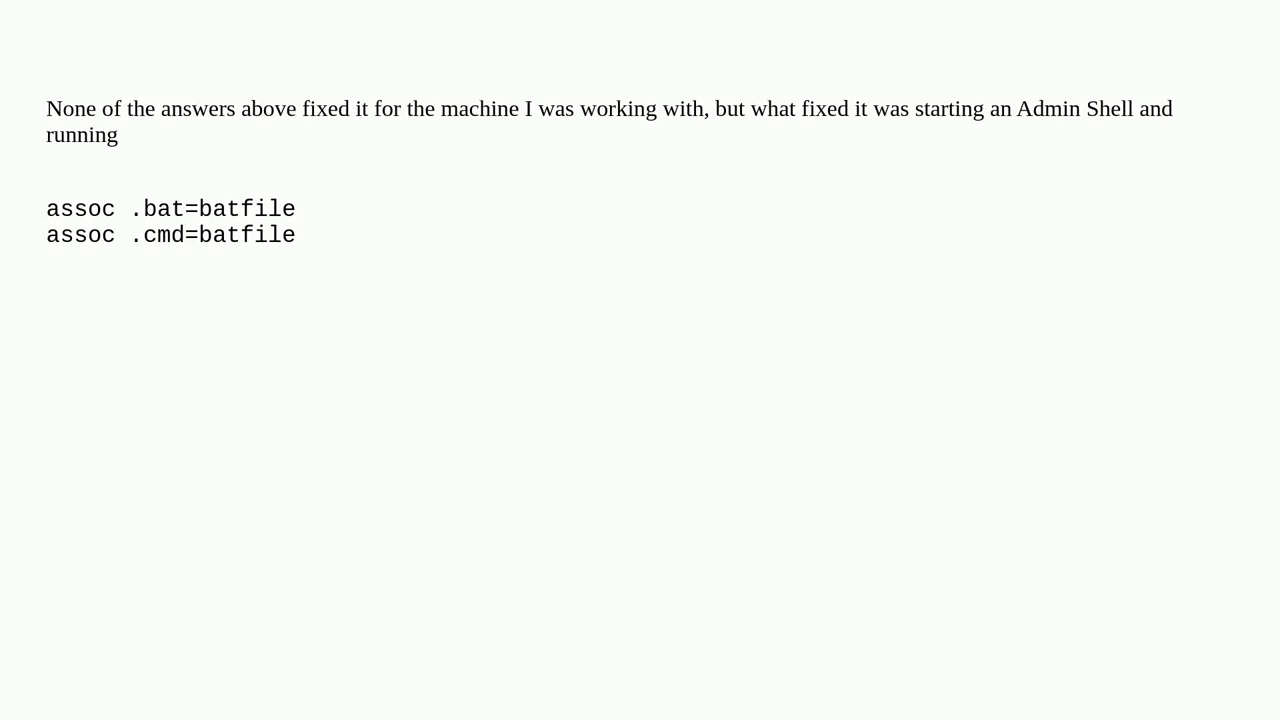 None of the answers above fixed it for the machine I was working with, but what fixed it was starting an Admin Shell and
running
assoc .bat=batfile
assoc .cmd=batfile